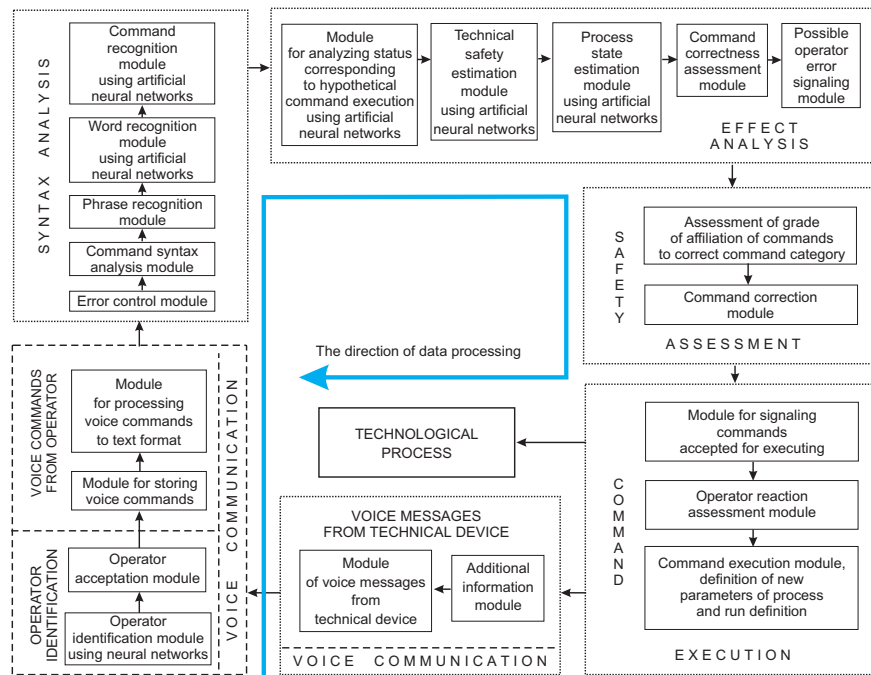 Command
recognition
module
using artificial
neural networks
Word recognition
module
using artificial
neural networks
Phrase recognition
module
Command syntax
analysis module
Error control module
SYNTAX ANALYSIS
Module
for analyzing status
corresponding
to hypothetical
command execution
using artificial
neural networks
Technical
safety
estimation
module
using artificial
neural networks
Process
state
estimation
module
using artificial
neural networks
Command
correctness
assessment
module
Possible
operator
error
signaling
module
EFFECT
ANALYSIS
Assessment of grade
of affiliation of commands
to correct command category
Command correction
module
SAFETY
ASSESSMENT
The direction of data processing
TECHNOLOGICAL
PROCESS
Module for signaling
commands
accepted for executing
Operator reaction
assessment module
Command execution module,
definition of new
parameters of process
and run definition
COMMAND
EXECUTION
VOICE MESSAGES
FROM TECHNICAL DEVICE
Module
of voice messages
from
technical device
Additional
information
module
VOICE COMMUNICATION
Module
for processing
voice commands
to text format
Module for storing
voice commands
VOICE COMMANDS
FROM OPERATOR
Operator
acceptation module
Operator
identification module
using neural networks
OPERATOR
IDENTIFICATION
VOICE COMMUNICATION